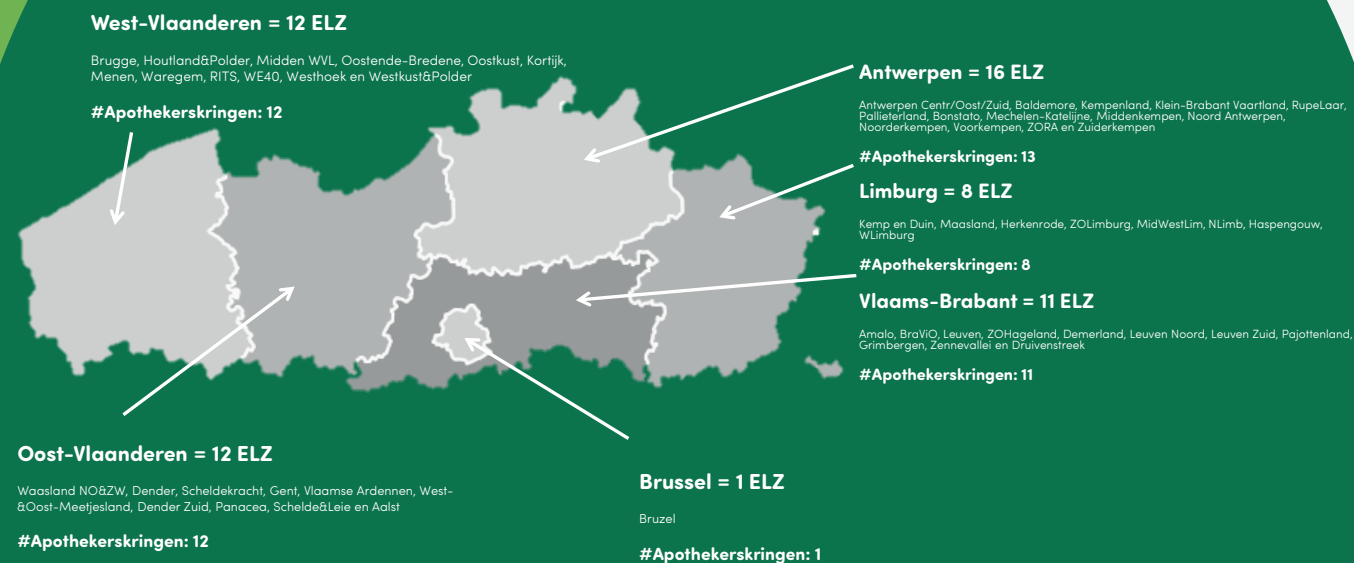 West-Vlaanderen = 12 ELZ
Brugge, Houtland&Polder, Midden WVL, Oostende-Bredene, Oostkust, Kortijk,
Menen, Waregem, RITS, WE40, Westhoek en Westkust&Polder
#Apothekerskringen: 12
Antwerpen = 16 ELZ
Antwerpen Centr/Oost/Zuid, Baldemore, Kempenland, Klein-Brabant Vaartland, RupeLaar,
Pallieterland, Bonstato, Mechelen-Katelijne, Middenkempen, Noord Antwerpen,
Noorderkempen, Voorkempen, ZORA en Zuiderkempen
#Apothekerskringen: 13
Limburg = 8 ELZ
Kemp en Duin, Maasland, Herkenrode, ZOLimburg, MidWestLim, NLimb, Haspengouw,
WLimburg
#Apothekerskringen: 8
Vlaams-Brabant = 11 ELZ
Amalo, BraViO, Leuven, ZOHageland, Demerland, Leuven Noord, Leuven Zuid, Pajottenland,
Grimbergen, Zennevallei en Druivenstreek
#Apothekerskringen: 11
Oost-Vlaanderen = 12 ELZ
Waasland NO&ZW, Dender, Scheldekracht, Gent, Vlaamse Ardennen, West-
&Oost-Meetjesland, Dender Zuid, Panacea, Schelde&Leie en Aalst
#Apothekerskringen: 12
Brussel = 1 ELZ
Bruzel
#Apothekerskringen: 1